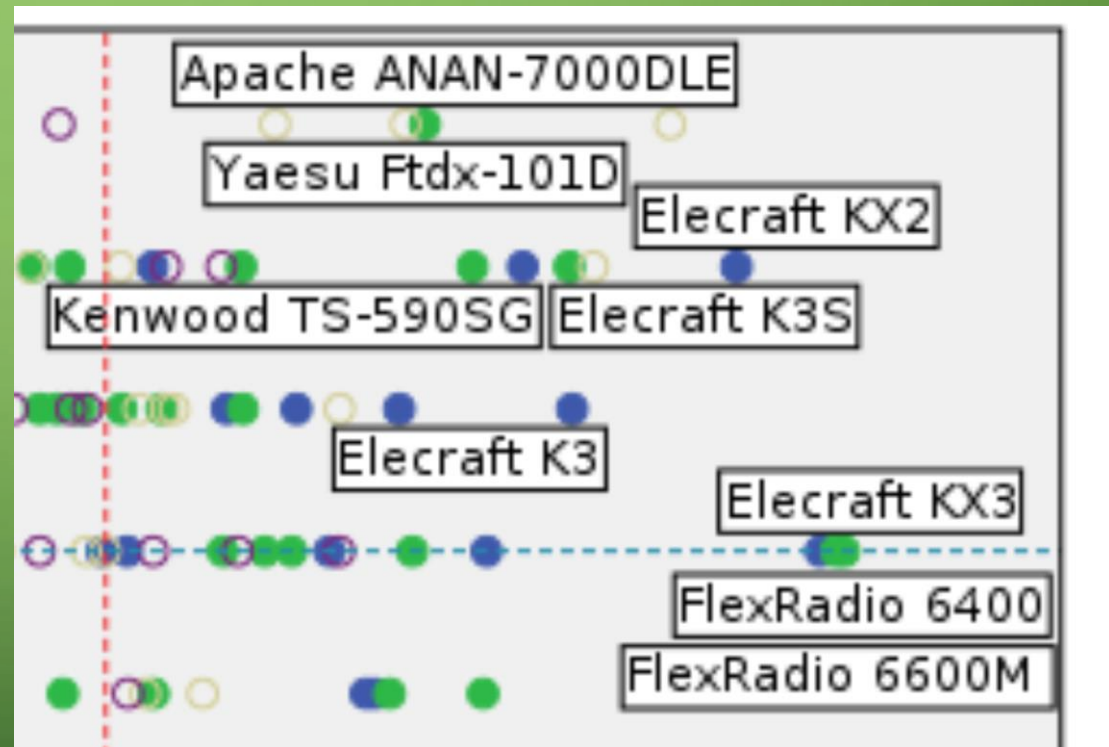 Apache ANAN-7000DLE
Yaesu Ftdx-101D
Elecraft KX2
Kenwood TS-590SG
Elecraft K3S
Elecraft K3
Elecraft KX3
FlexRadio 6400
FlexRadio 6600M